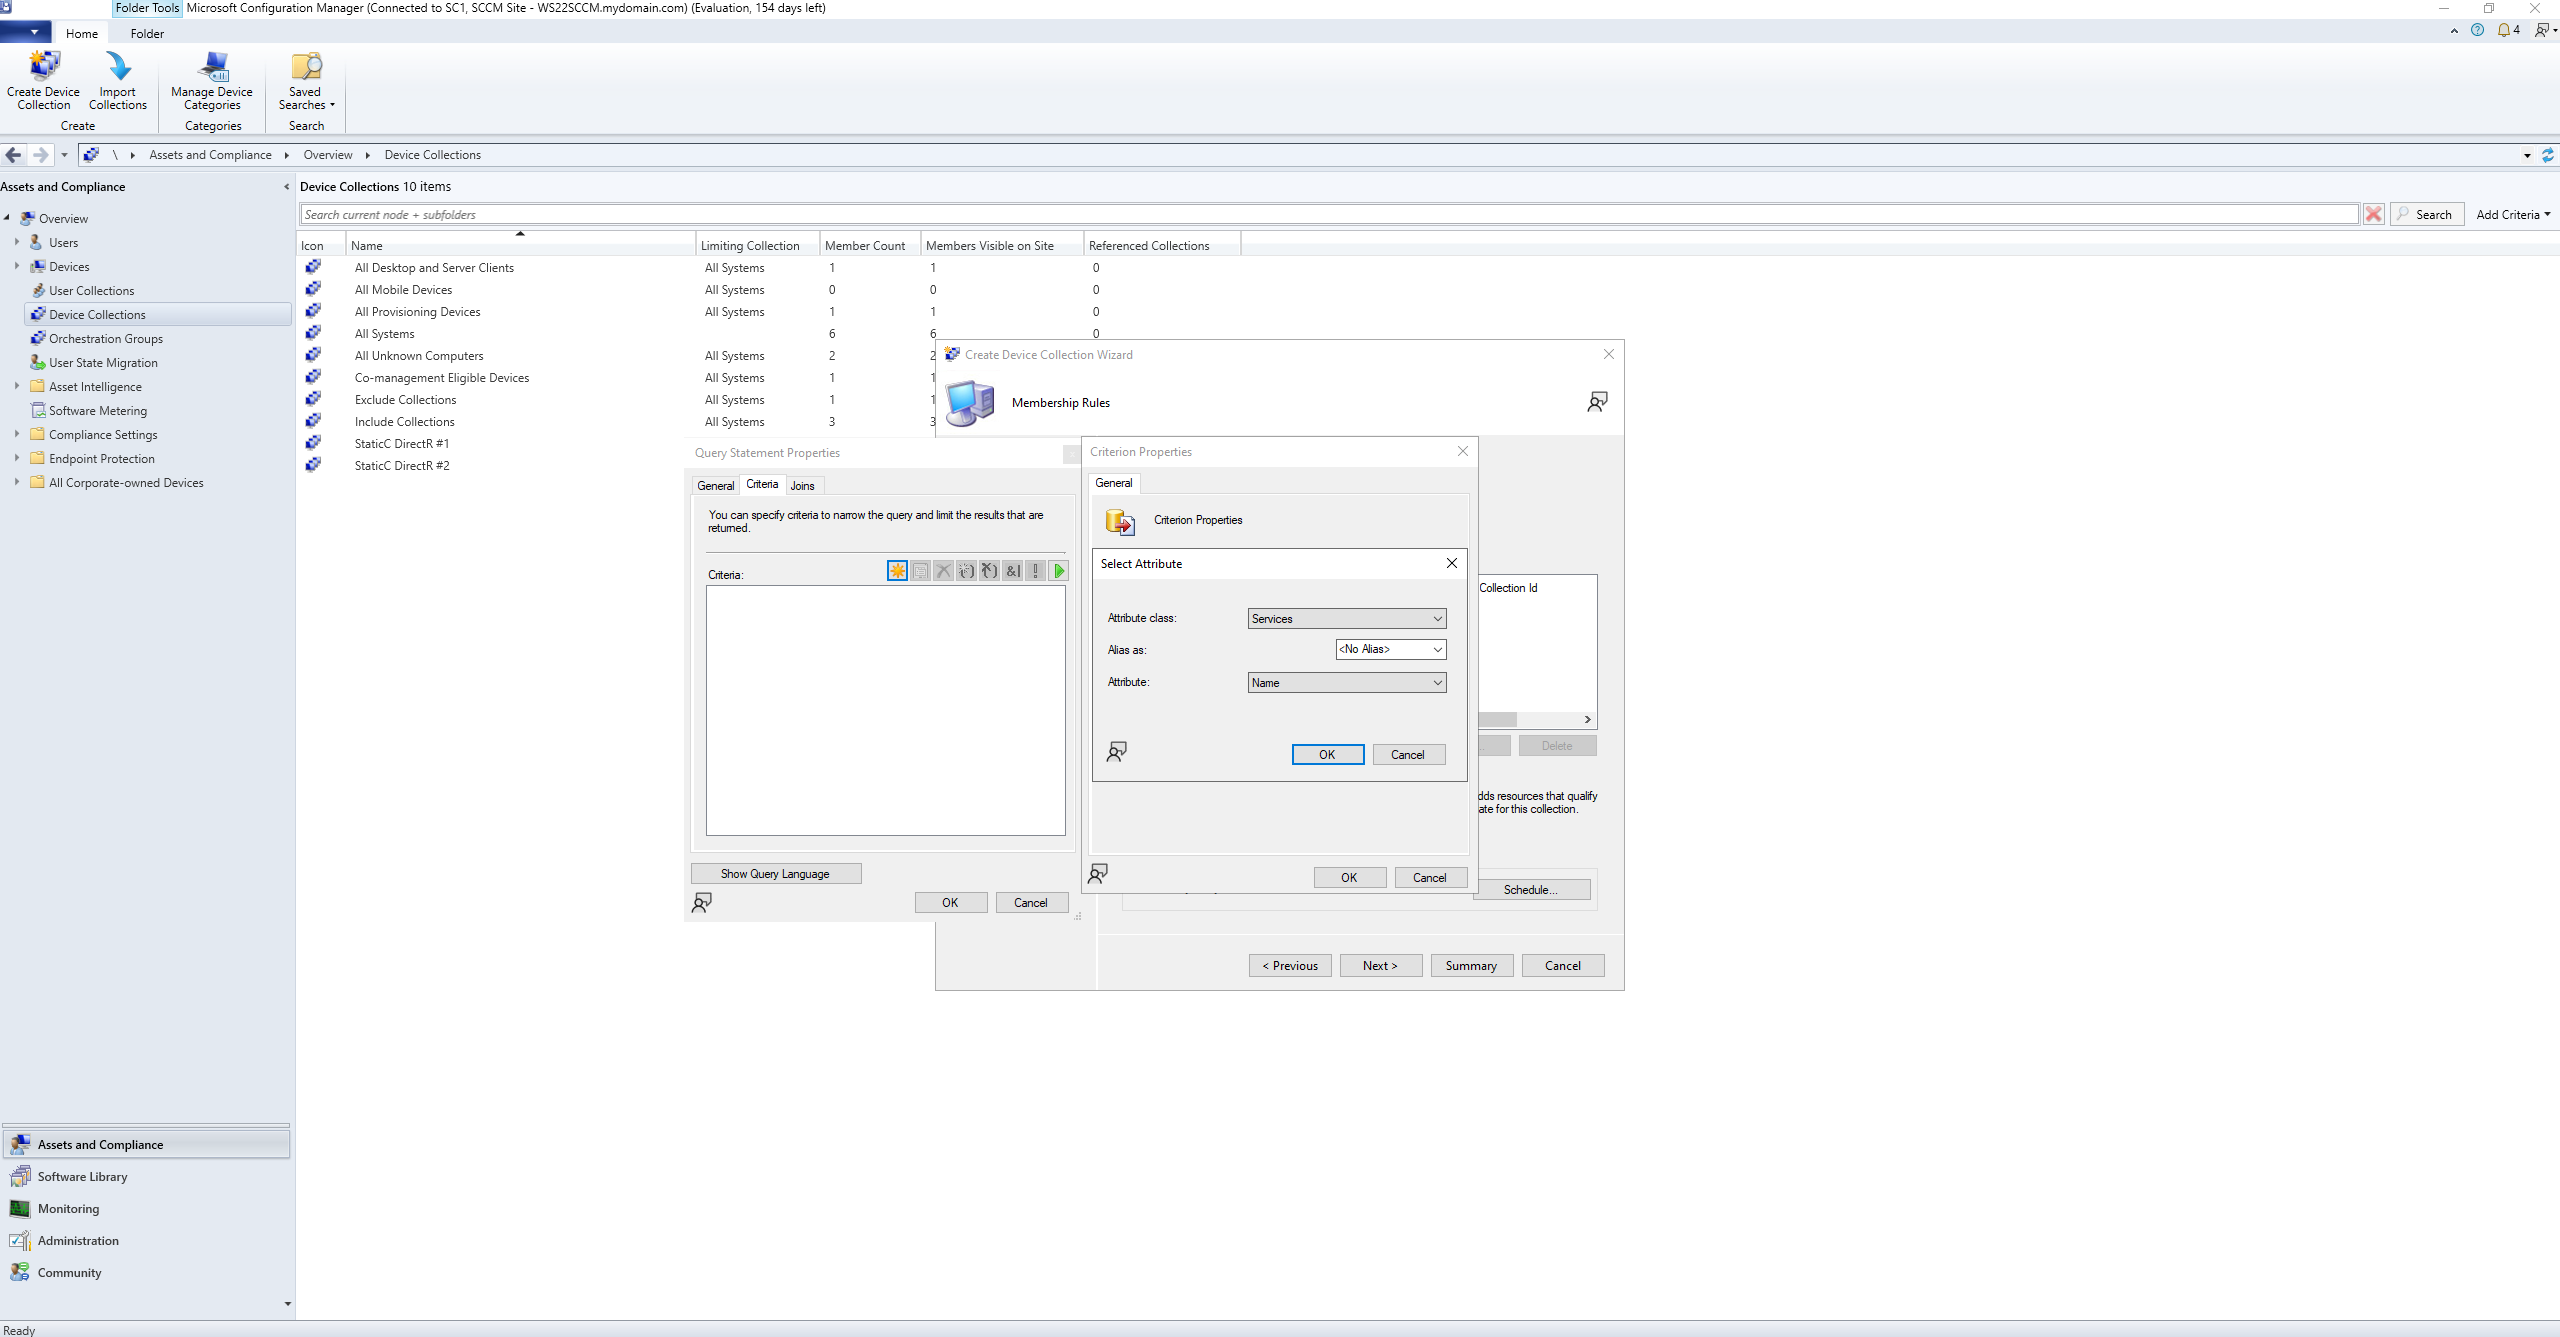 Folder Tools Microsoft Configuration Manager (Connected to SC1, SCCM Site - WS22SCCM.mydomain.com) (Evaluation, 154 days left)
Home Folder
4
Create Device Collection
Import Collections
Create
Manage Device Categories
Categories
Saved Searches
Search
\ Assets and Compliance Overview Device Collections
Assets and Compliance
Overview
Users
Devices
User Collections
Device Collections
Orchestration Groups
User State Migration
Asset Intelligence
Software Metering
Compliance Settings
Endpoint Protection
All Corporate-owned Devices
Assets and Compliance
Software Library
Monitoring
Administration
Community
Device Collections 10 items
Search current node + subfolders
Search Add Criteria
Icon Name Limiting Collection Member Count Members Visible on Site Referenced Collections
All Desktop and Server Clients All Systems 1 1 0
All Mobile Devices All Systems 0 0 0
All Provisioning Devices All Systems 1 1 0
All Systems 6 6 0
All Unknown Computers All Systems 2 2
Co-management Eligible Devices All Systems 1 1
Exclude Collections All Systems 1 1
Include Collections All Systems 3 3
StaticC DirectR #1
StaticC DirectR #2
Create Device Collection Wizard
Membership Rules
Collection Id
Delete
dds resources that qualify
ate for this collection.
Schedule...
< Previous Next > Summary Cancel
Query Statement Properties
General Criteria Joins
You can specify criteria to narrow the query and limit the results that are
returned.
Criteria:
Show Query Language
OK Cancel
Criterion Properties
General
Criterion Properties
Select Attribute
Attribute class: Services
Alias as: <No Alias>
Attribute: Name
OK Cancel
OK Cancel
Ready